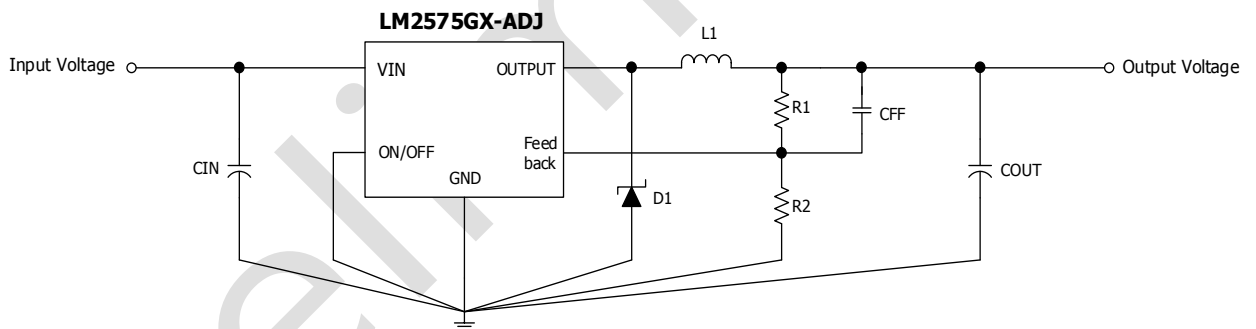 LM2575GX-ADJ
L1
Input Voltage
VIN
OUTPUT
Output Voltage
R1
CFF
CIN
ON/OFF
Feed
back
GND
D1
R2
COUT